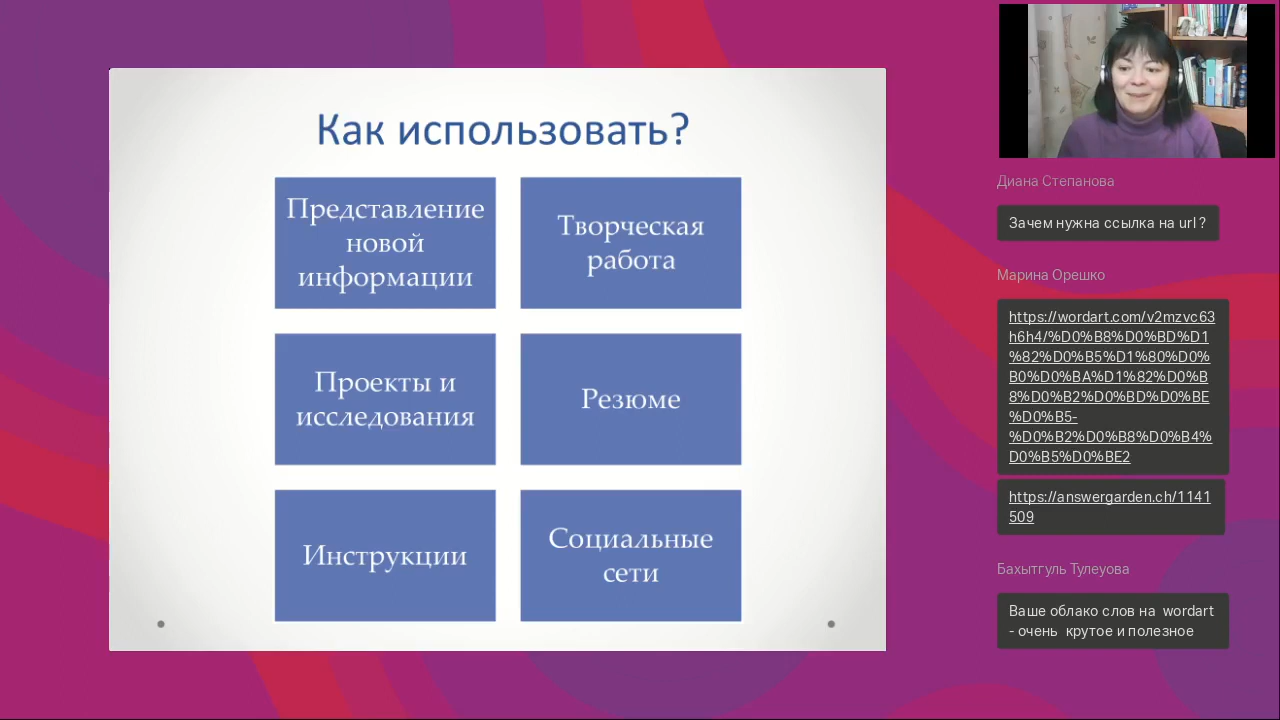 Как использовать?
Представление
новой
информации
Творческая
работа
Проекты и
исследования
Резюме
Инструкции
Социальные
сети
Диана Степанова
Зачем нужна ссылка на url ?
Марина Орешко
https://wordart.com/v2mzvc63
h6h4/%D0%B8%D0%BD%D1
%82%D0%B5%D1%80%D0%
B0%D0%BA%D1%82%D0%B
8%D0%B2%D0%BD%D0%BE
%D0%B5-
%D0%B2%D0%B8%D0%B4%
D0%B5%D0%BE2
https://answergarden.ch/1141
509
Бахытгуль Тулеуова
Ваше облако слов на wordart
- очень крутое и полезное